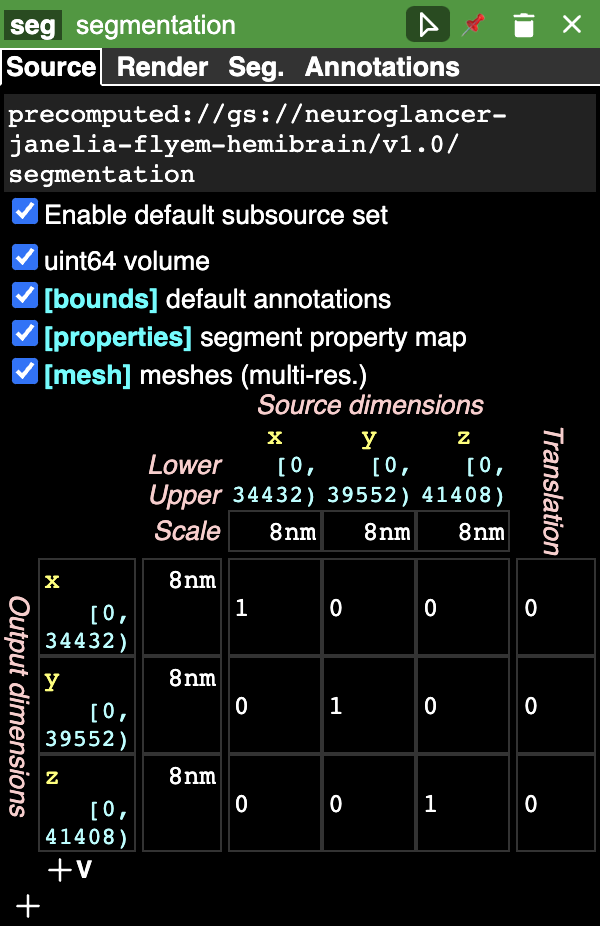 seg segmentation
Source Render Seg. Annotations
precomputed://gs://neuroglancer-
janelia-flyem-hemibrain/v1.0/
segmentation
Enable default subsource set
uint64 volume
[bounds] default annotations
[properties] segment property map
[mesh] meshes (multi-res.)
Source dimensions
x y z
Lower [0, [0, [0,
Upper 34432) 39552) 41408)
Scale 8nm 8nm 8nm
Translation
Output dimensions
x 8nm
[0, 1 0 0 0
34432)
y 8nm
[0, 0 1 0 0
39552)
z 8nm
[0, 0 0 1 0
41408)
+V
+